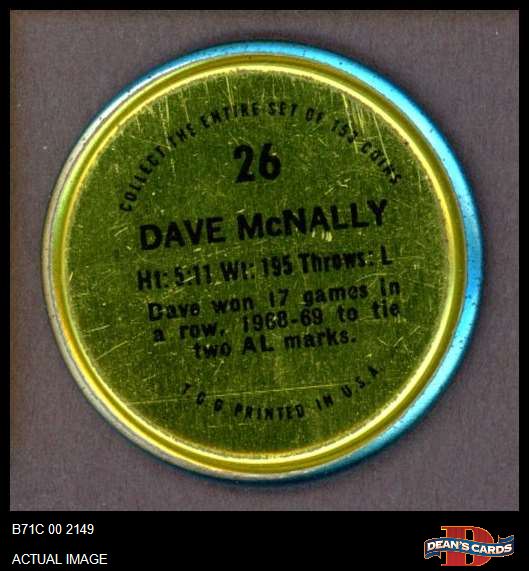 COLLECT THE ENTIRE SET OF 153 COINS
26
DAVE McNALLY
Ht: 5-11 Wt: 195 Throws: L
Dave won 17 games in
a row, 1968-69 to tie
two AL marks.
T.C.G. PRINTED IN U.S.A.
B71C 00 2149
ACTUAL IMAGE
D
DEAN'S CARDS